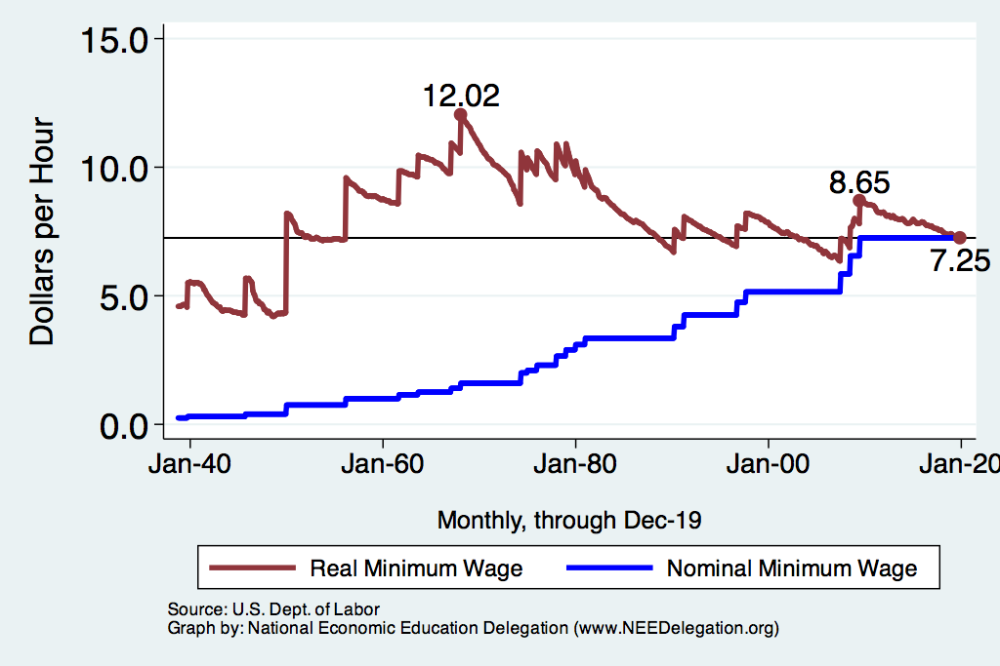 15.0
12.02
10.0
8.65
7.25
5.0
0.0
Dollars per Hour
Jan-40 Jan-60 Jan-80 Jan-00 Jan-20
Monthly, through Dec-19
Real Minimum Wage Nominal Minimum Wage
Source: U.S. Dept. of Labor
Graph by: National Economic Education Delegation (www.NEEDelegation.org)